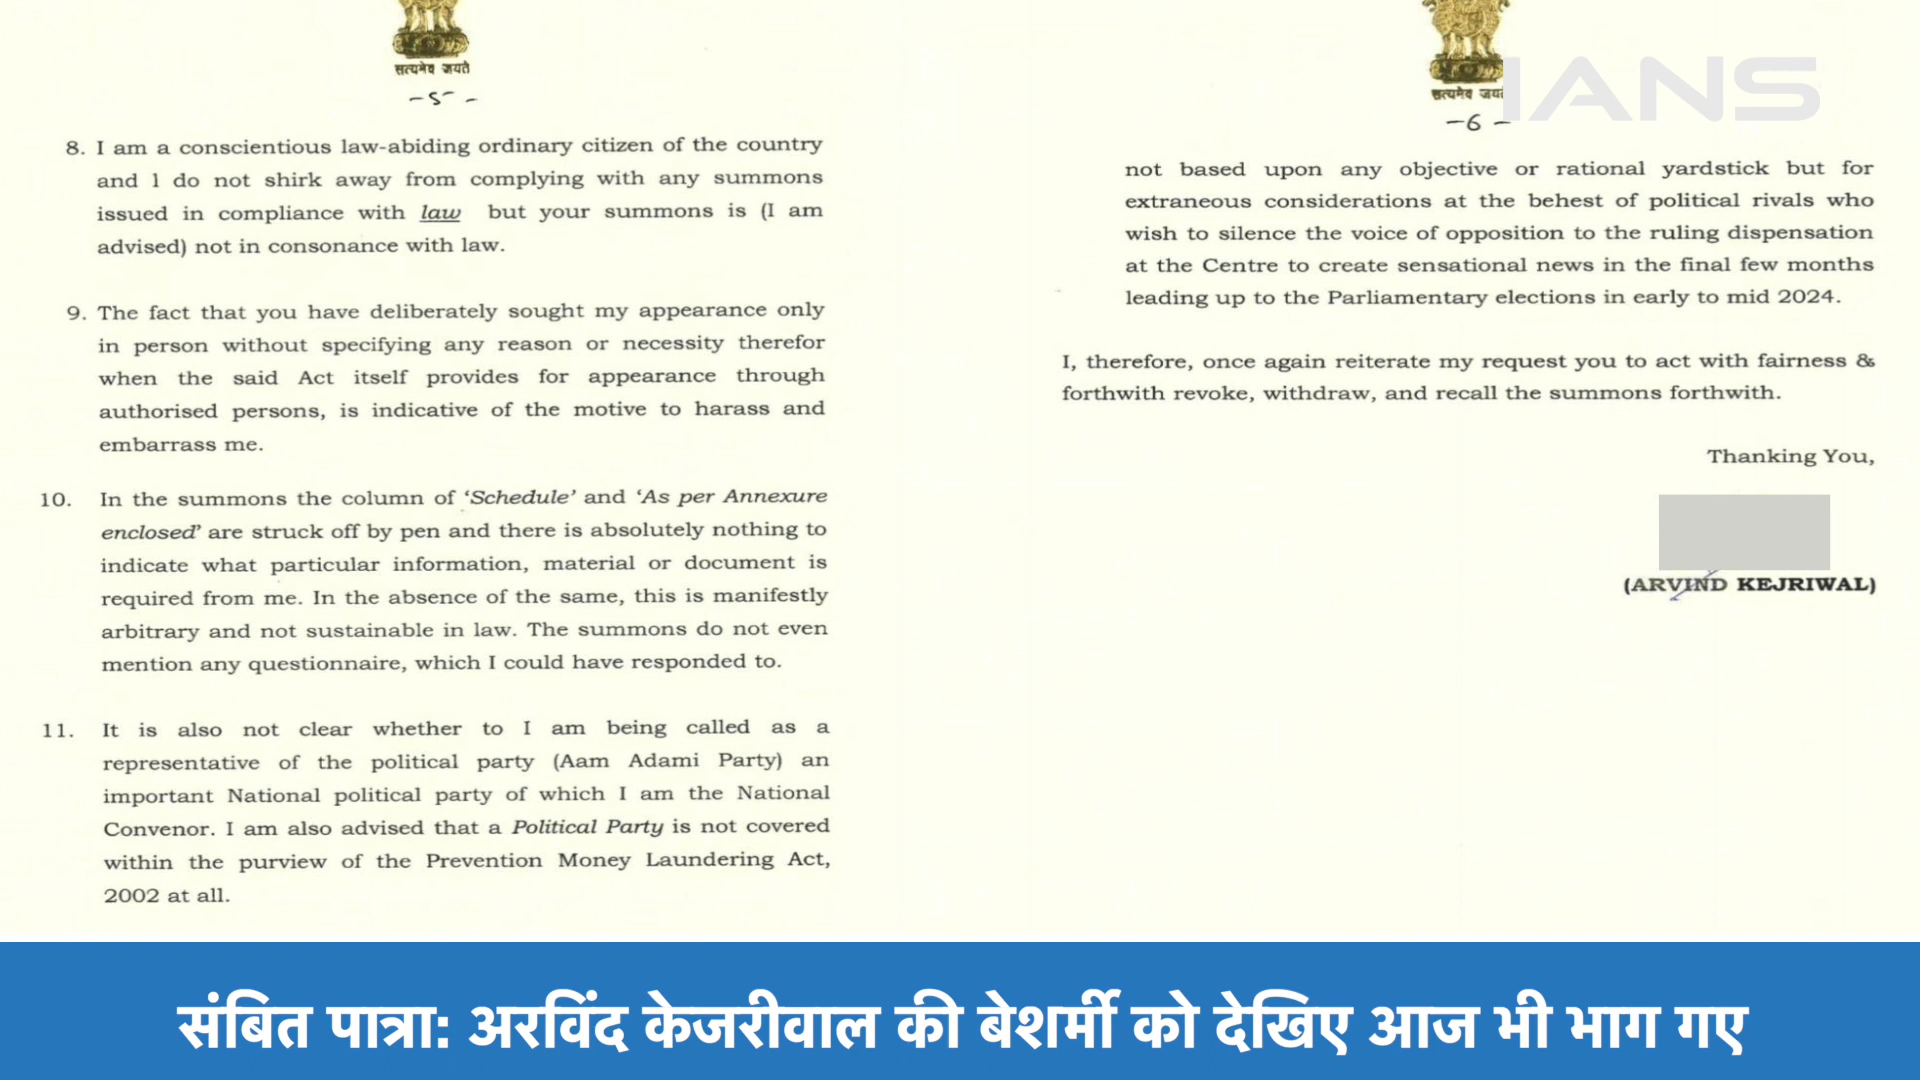 सत्यमेव जयते
-5-
8. I am a conscientious law-abiding ordinary citizen of the country
and I do not shirk away from complying with any summons
issued in compliance with law but your summons is (I am
advised) not in consonance with law.
9. The fact that you have deliberately sought my appearance only
in person without specifying any reason or necessity therefor
when the said Act itself provides for appearance through
authorised persons, is indicative of the motive to harass and
embarrass me.
10. In the summons the column of ‘Schedule’ and ‘As per Annexure
enclosed’ are struck off by pen and there is absolutely nothing to
indicate what particular information, material or document is
required from me. In the absence of the same, this is manifestly
arbitrary and not sustainable in law. The summons do not even
mention any questionnaire, which I could have responded to.
11. It is also not clear whether to I am being called as a
representative of the political party (Aam Adami Party) an
important National political party of which I am the National
Convenor. I am also advised that a Political Party is not covered
within the purview of the Prevention Money Laundering Act,
2002 at all.
IANS
सत्यमेव जयते
-6-
not based upon any objective or rational yardstick but for
extraneous considerations at the behest of political rivals who
wish to silence the voice of opposition to the ruling dispensation
at the Centre to create sensational news in the final few months
leading up to the Parliamentary elections in early to mid 2024.
I, therefore, once again reiterate my request you to act with fairness &
forthwith revoke, withdraw, and recall the summons forthwith.
Thanking You,
(ARVIND KEJRIWAL)
संबित पात्रा: अरविंद केजरीवाल की बेशर्मी को देखिए आज भी भाग गए